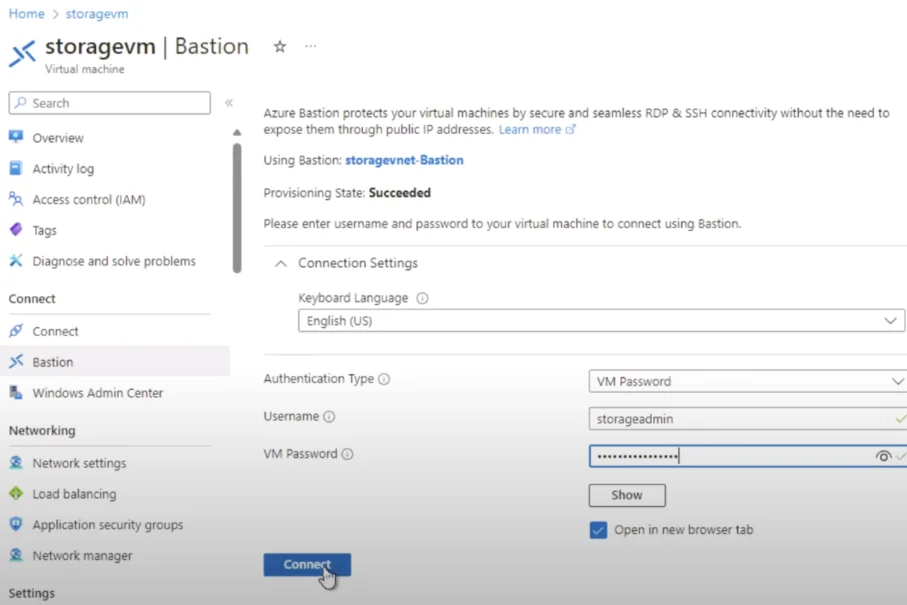 Home > storagevm
storagevm | Bastion ☆ ...
Virtual machine
Search «
Overview
Activity log
Access control (IAM)
Tags
Diagnose and solve problems
Connect
Connect
Bastion
Windows Admin Center
Networking
Network settings
Load balancing
Application security groups
Network manager
Settings
Azure Bastion protects your virtual machines by secure and seamless RDP & SSH connectivity without the need to
expose them through public IP addresses. Learn more
Using Bastion: storagevnet-Bastion
Provisioning State: Succeeded
Please enter username and password to your virtual machine to connect using Bastion.
Connection Settings
Keyboard Language
English (US)
Authentication Type
VM Password
Username
storageadmin
VM Password
••••••••••••••••
Show
Open in new browser tab
Connect